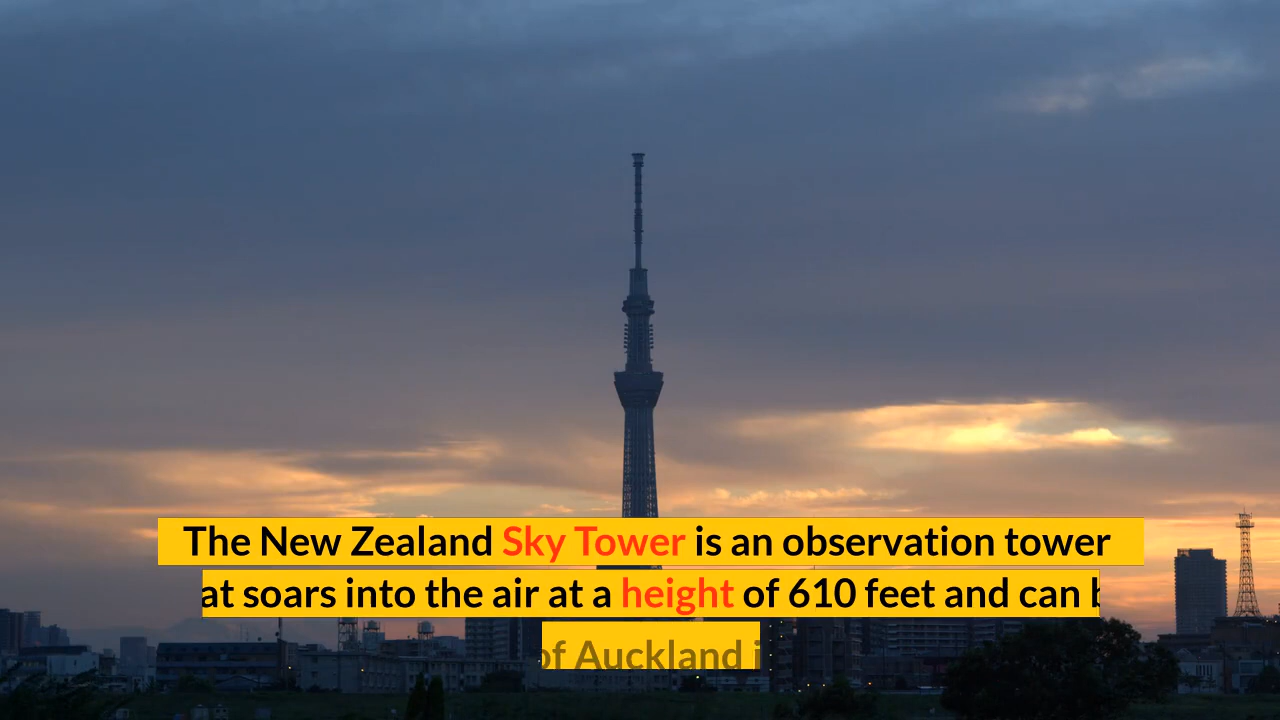 The New Zealand Sky Tower is an observation tower
at soars into the air at a height of 610 feet and can
of Auckland